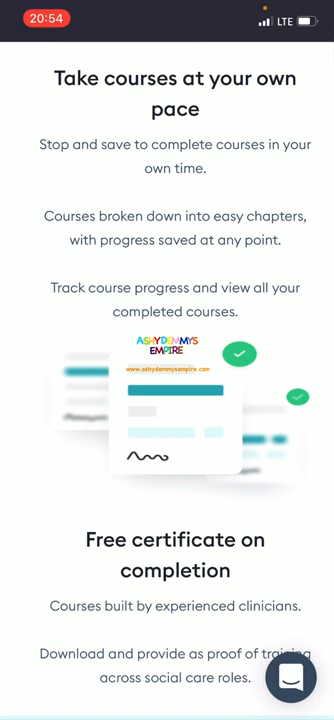 20:54
LTE
Take courses at your own
pace
Stop and save to complete courses in your
own time.
Courses broken down into easy chapters,
with progress saved at any point.
Track course progress and view all your
completed courses.
ASHYDEMMYS
EMPIRE
www.ashydemmysempire.com
Free certificate on
completion
Courses built by experienced clinicians.
Download and provide as proof of training
across social care roles.